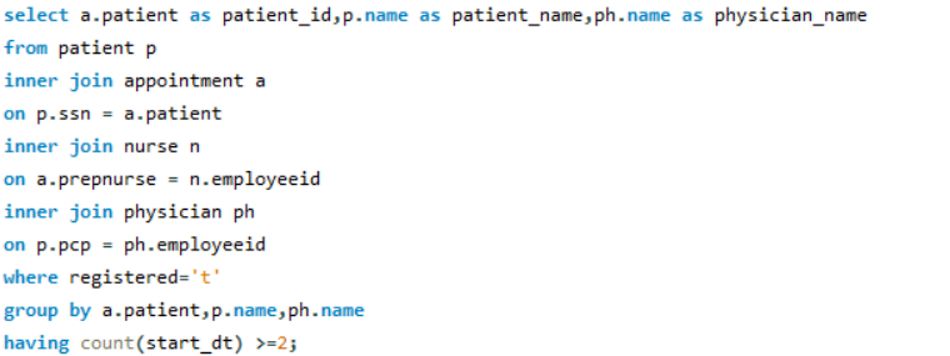 select a.patient as patient_id,p.name as patient_name,ph.name as physician_name
from patient p
inner join appointment a
on p.ssn = a.patient
inner join nurse n
on a.prepnurse = n.employeeid
inner join physician ph
on p.pcp = ph.employeeid
where registered='t'
group by a.patient,p.name,ph.name
having count(start_dt) >=2;